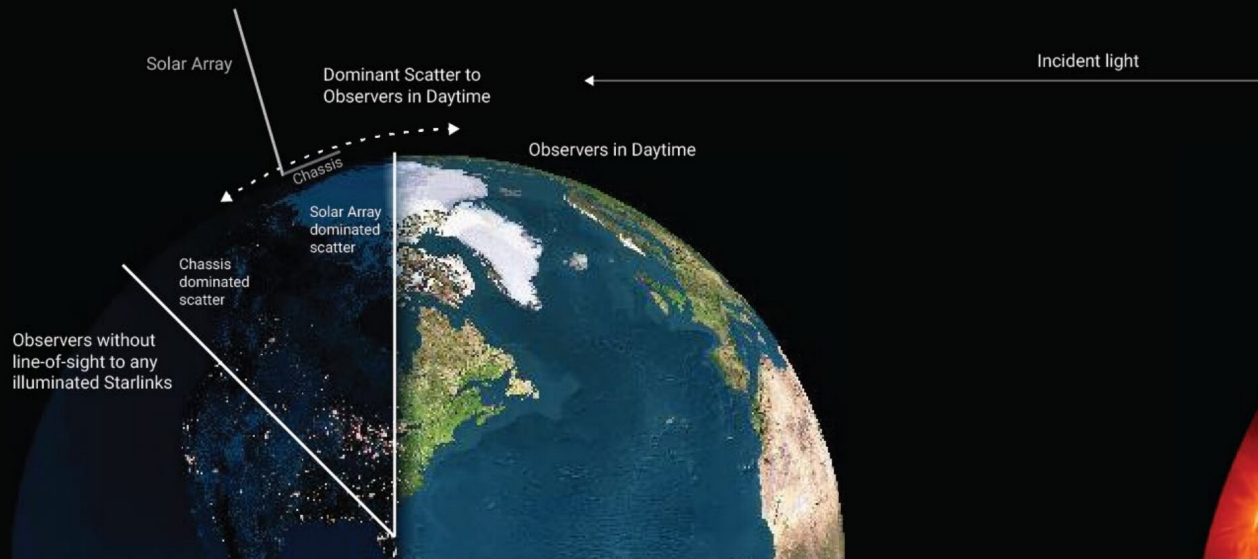 Solar Array
Dominant Scatter to
Observers in Daytime
Incident light
Observers in Daytime
Chassis
Solar Array
dominated
scatter
Chassis
dominated
scatter
Observers without
line-of-sight to any
illuminated Starlinks